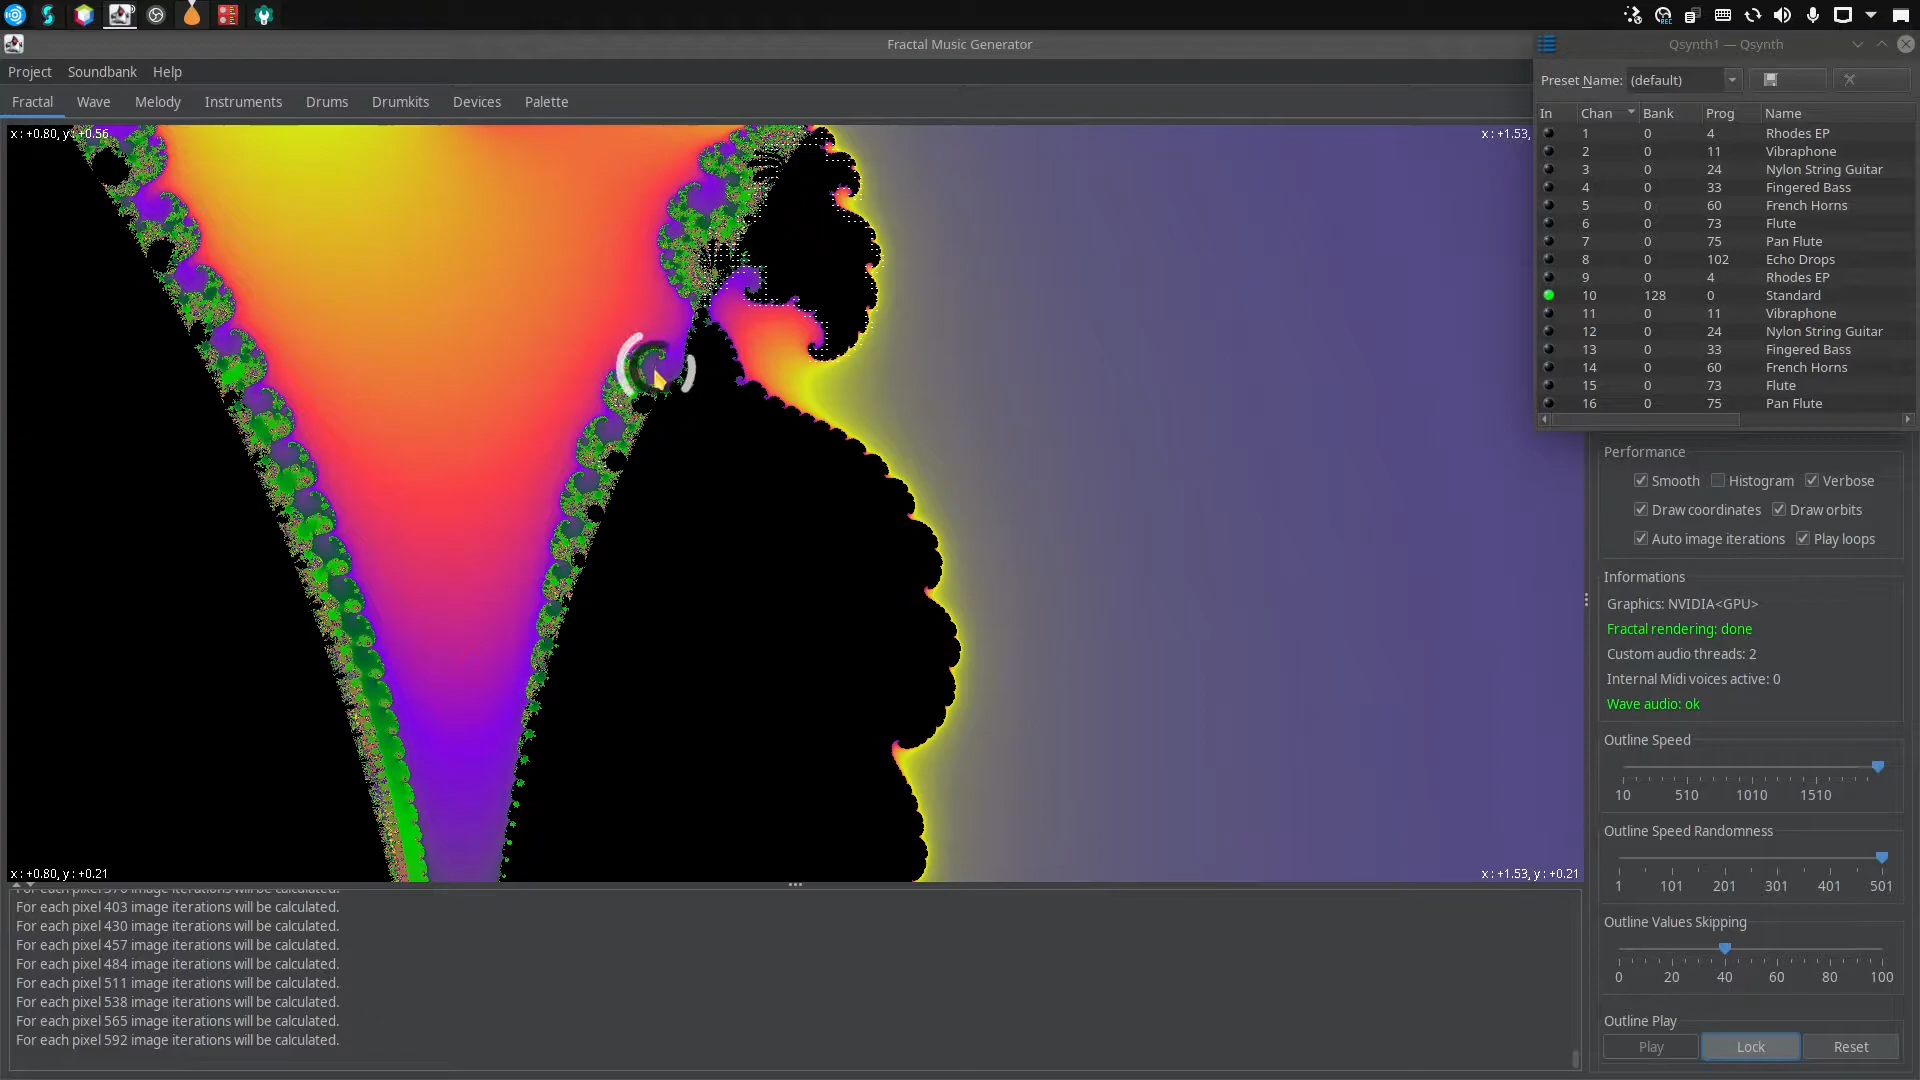 Fractal Music Generator
Project Soundbank Help
Fractal Wave Melody Instruments Drums Drumkits Devices Palette
x : +0.80, y : +0.56
x : +1.53,
x : +0.80, y : +0.21
x : +1.53, y : +0.21
For each pixel 403 image iterations will be calculated.
For each pixel 430 image iterations will be calculated.
For each pixel 457 image iterations will be calculated.
For each pixel 484 image iterations will be calculated.
For each pixel 511 image iterations will be calculated.
For each pixel 538 image iterations will be calculated.
For each pixel 565 image iterations will be calculated.
For each pixel 592 image iterations will be calculated.
Qsynth1 — Qsynth
Preset Name: (default)
In Chan Bank Prog Name
1 0 4 Rhodes EP
2 0 11 Vibraphone
3 0 24 Nylon String Guitar
4 0 33 Fingered Bass
5 0 60 French Horns
6 0 73 Flute
7 0 75 Pan Flute
8 0 102 Echo Drops
9 0 4 Rhodes EP
10 128 0 Standard
11 0 11 Vibraphone
12 0 24 Nylon String Guitar
13 0 33 Fingered Bass
14 0 60 French Horns
15 0 73 Flute
16 0 75 Pan Flute
Performance
Smooth Histogram Verbose
Draw coordinates Draw orbits
Auto image iterations Play loops
Informations
Graphics: NVIDIA<GPU>
Fractal rendering: done
Custom audio threads: 2
Internal Midi voices active: 0
Wave audio: ok
Outline Speed
10 510 1010 1510
Outline Speed Randomness
1 101 201 301 401 501
Outline Values Skipping
0 20 40 60 80 100
Outline Play
Play Lock Reset